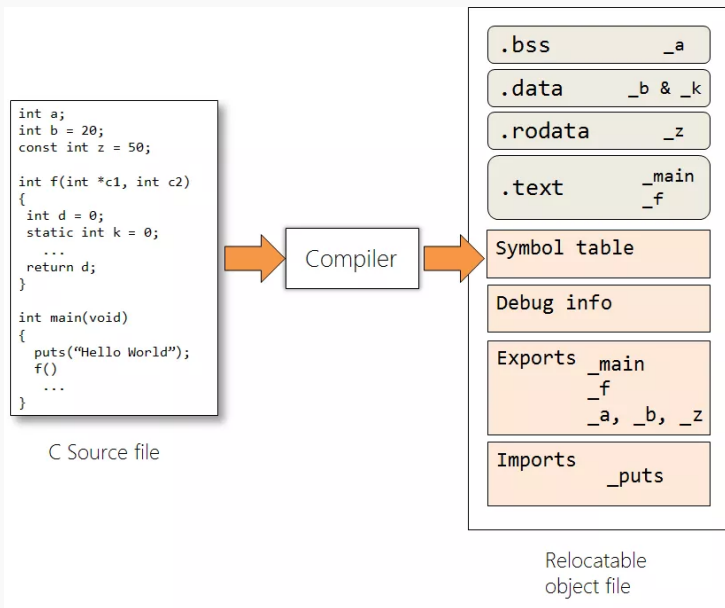 int a;
int b = 20;
const int z = 50;
int f(int *c1, int c2)
{
int d = 0;
static int k = 0;
...
return d;
}
int main(void)
{
puts(“Hello World”);
f()
...
}
C Source file
Compiler
.bss _a
.data _b & _k
.rodata _z
.text _main
_f
Symbol table
Debug info
Exports _main
_f
_a, _b, _z
Imports
_puts
Relocatable
object file